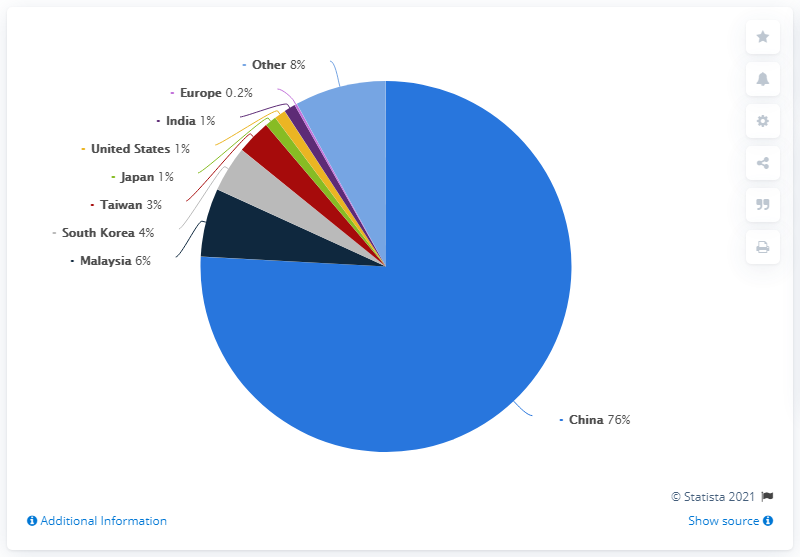 Other 8%
Europe 0.2%
India 1%
United States 1%
Japan 1%
Taiwan 3%
South Korea 4%
Malaysia 6%
China 76%
© Statista 2021
Additional Information
Show source